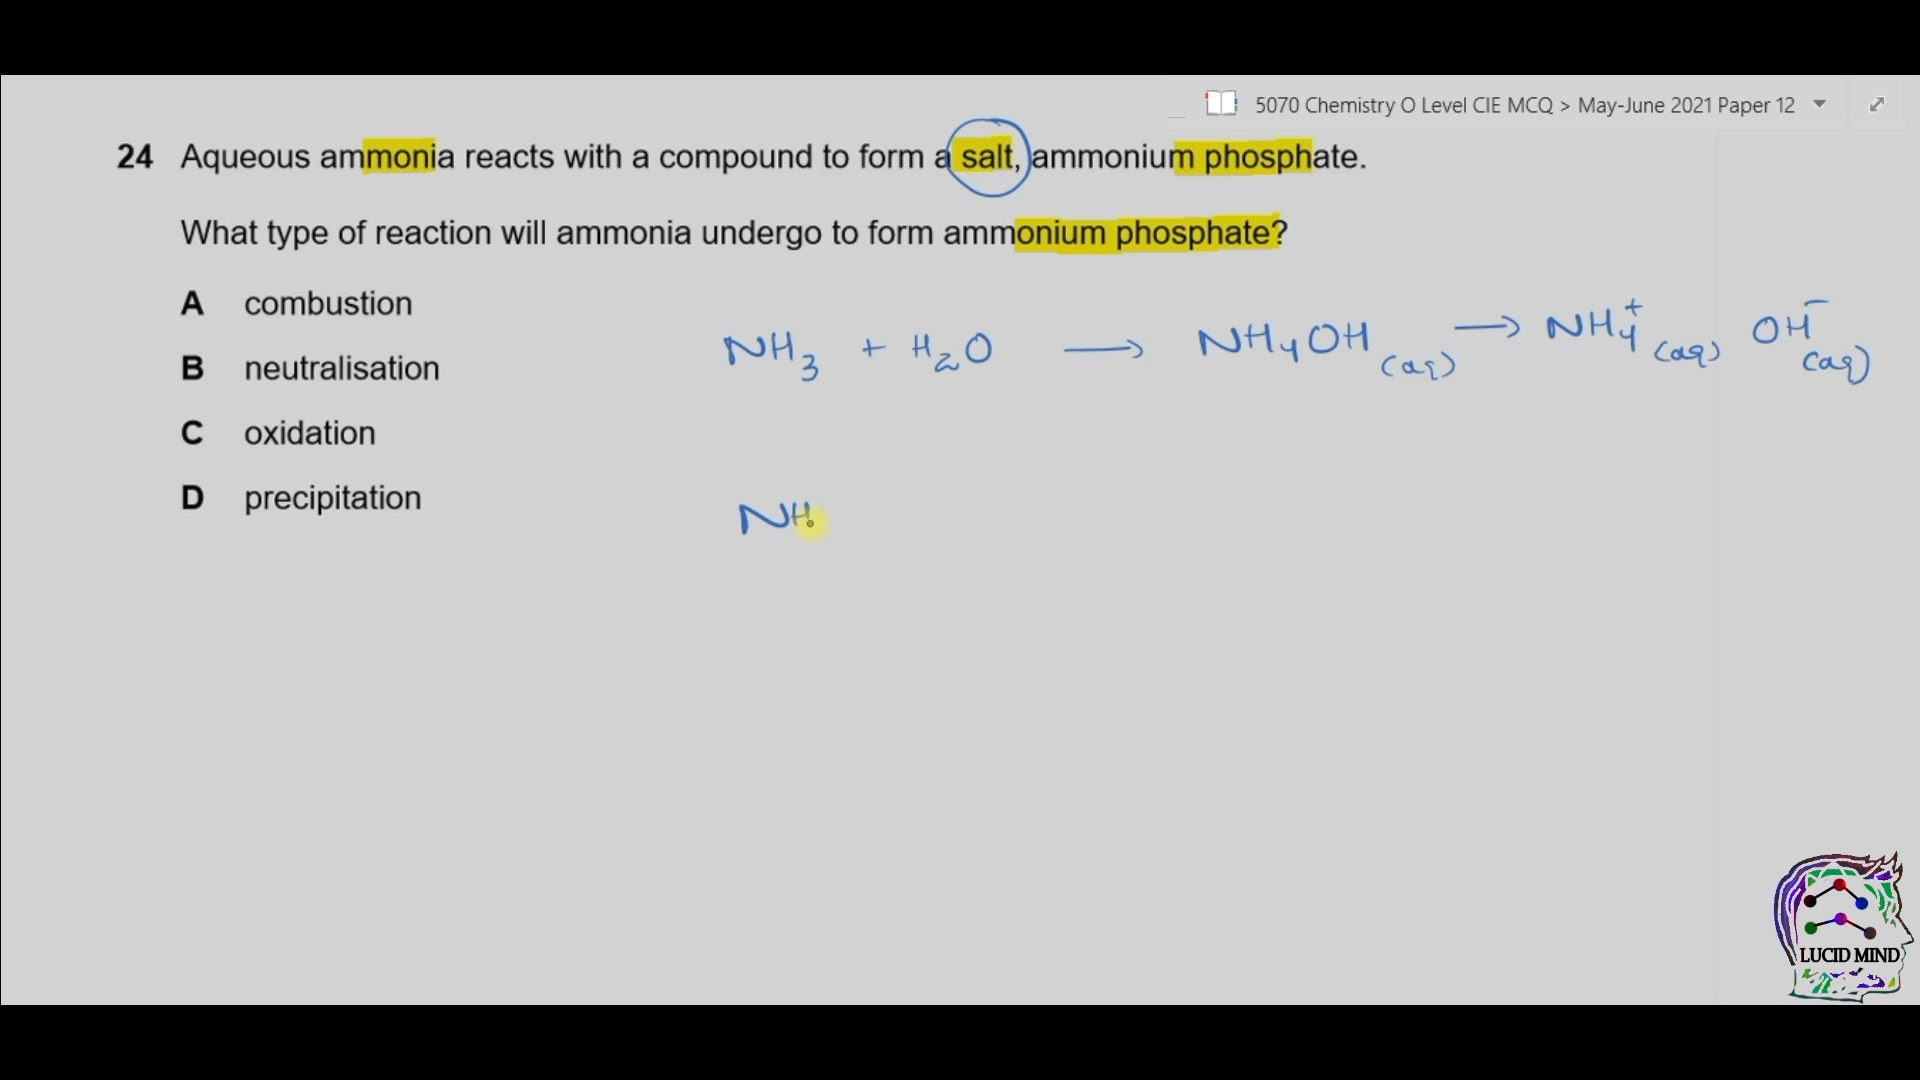 5070 Chemistry O Level CIE MCQ > May-June 2021 Paper 12
24 Aqueous ammonia reacts with a compound to form a salt, ammonium phosphate.
What type of reaction will ammonia undergo to form ammonium phosphate?
A combustion
B neutralisation
C oxidation
D precipitation
NH₃ + H₂O → NH₄OH (aq) → NH₄⁺ (aq) OH⁻ (aq)
NH
LUCID MIND